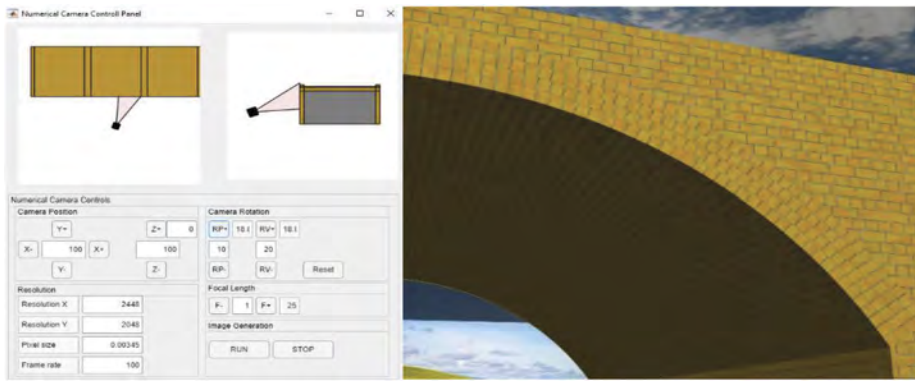 Numerical Camera Controll Panel
Numerical Camera Controls
Camera Position
Y+
Z+ 0
X- 100 X+ 100
Y- Z-
Resolution
Resolution X 2448
Resolution Y 2048
Pixel size 0.00345
Frame rate 100
Camera Rotation
RP+ RV+
10 20
RP- RV- Reset
Focal Length
F- 1 F+ 25
Image Generation
RUN STOP